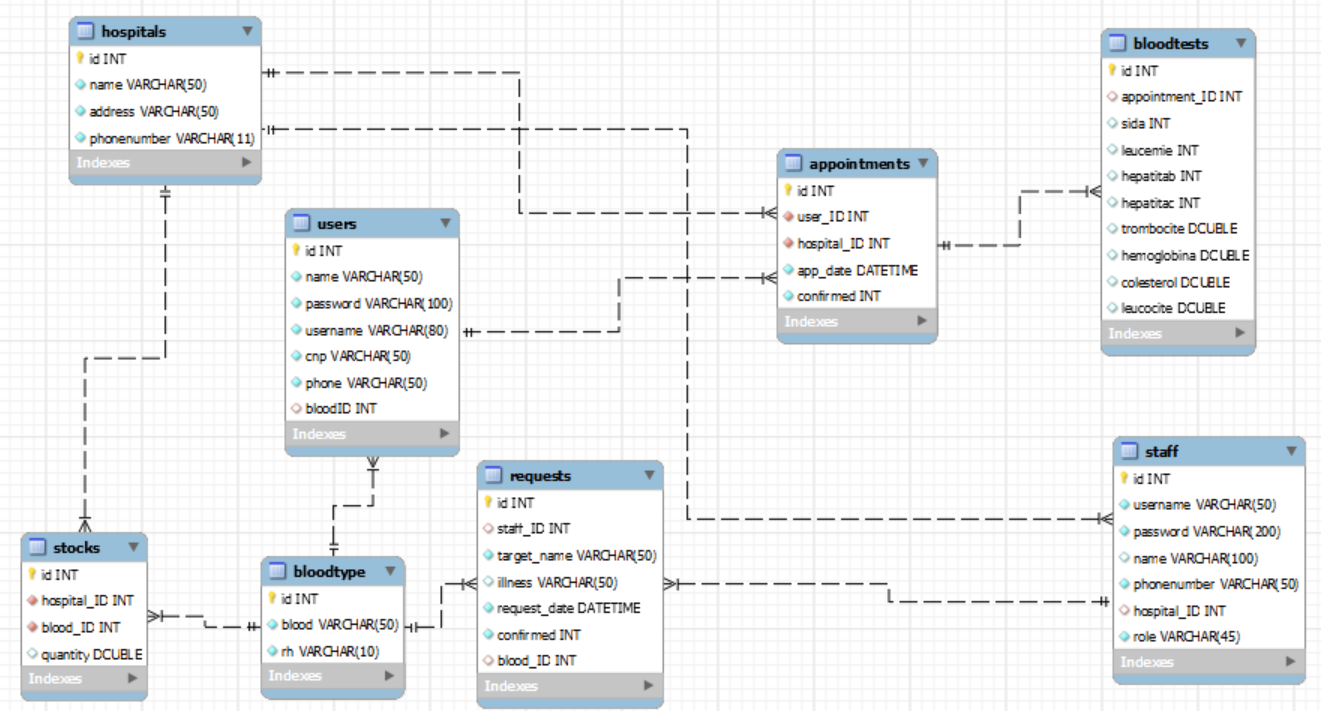 hospitals
id INT
name VARCHAR(50)
address VARCHAR(50)
phonenumber VARCHAR(11)
Indexes
users
id INT
name VARCHAR(50)
password VARCHAR(100)
username VARCHAR(80)
cnp VARCHAR(50)
phone VARCHAR(50)
bloodID INT
Indexes
appointments
id INT
user_ID INT
hospital_ID INT
app_date DATETIME
confirmed INT
Indexes
bloodtests
id INT
appointment_ID INT
sida INT
leucemie INT
hepatitab INT
hepatitac INT
trombocite DOUBLE
hemoglobina DOUBLE
colesterol DOUBLE
leucocite DOUBLE
Indexes
stocks
id INT
hospital_ID INT
blood_ID INT
quantity DOUBLE
Indexes
bloodtype
id INT
blood VARCHAR(50)
rh VARCHAR(10)
Indexes
requests
id INT
staff_ID INT
target_name VARCHAR(50)
illness VARCHAR(50)
request_date DATETIME
confirmed INT
blood_ID INT
Indexes
staff
id INT
username VARCHAR(50)
password VARCHAR(200)
name VARCHAR(100)
phonenumber VARCHAR(50)
hospital_ID INT
role VARCHAR(45)
Indexes